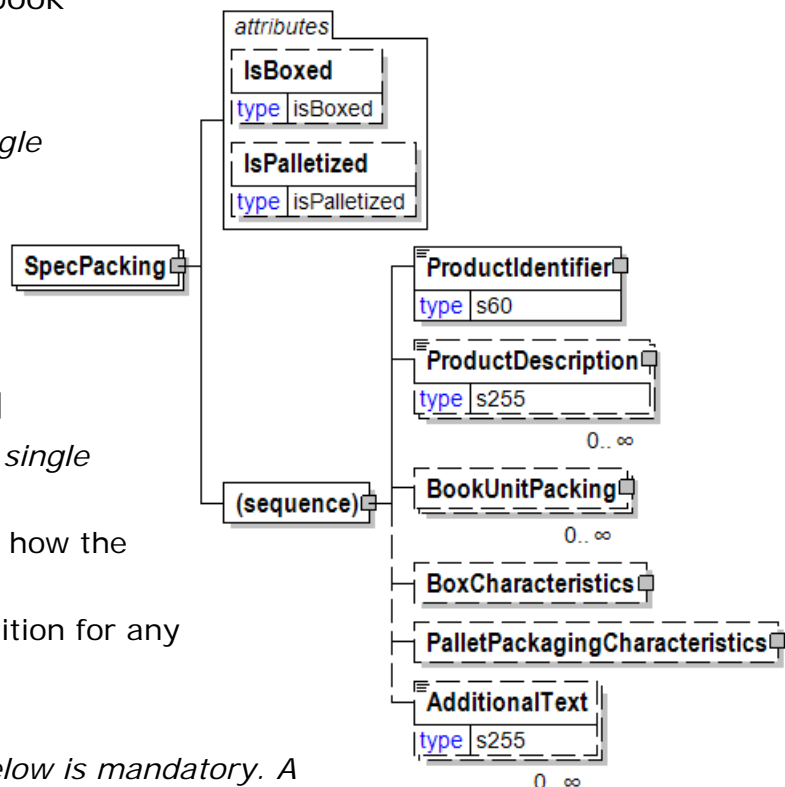 book
attributes
IsBoxed
type isBoxed
gle
IsPalletized
type isPalletized
SpecPacking
ProductIdentifier
type s60
ProductDescription
type s255
0.. ∞
single
(sequence)
BookUnitPacking
0.. ∞
how the
BoxCharacteristics
ition for any
PalletPackagingCharacteristics
AdditionalText
type s255
elow is mandatory. A
0.. ∞